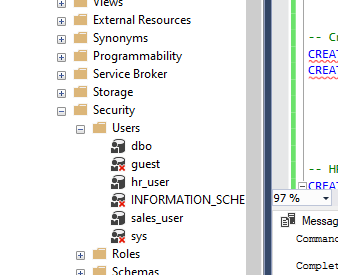 Views
External Resources
Synonyms
Programmability
Service Broker
Storage
Security
Users
dbo
guest
hr_user
INFORMATION_SCHE
sales_user
sys
Roles
Schemas
-- C
CREAT
CREAT
-- H
CREAT
97 %
Messag
Comman
Complet